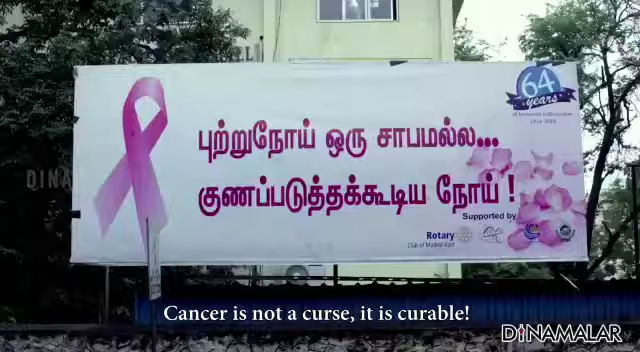 64
years
புற்றுநோய் ஒரு சாபமல்ல...
குணப்படுத்தக்கூடிய நோய் !
Supported by
Rotary
Club of Madras East
Cancer is not a curse, it is curable!
DINAMALAR